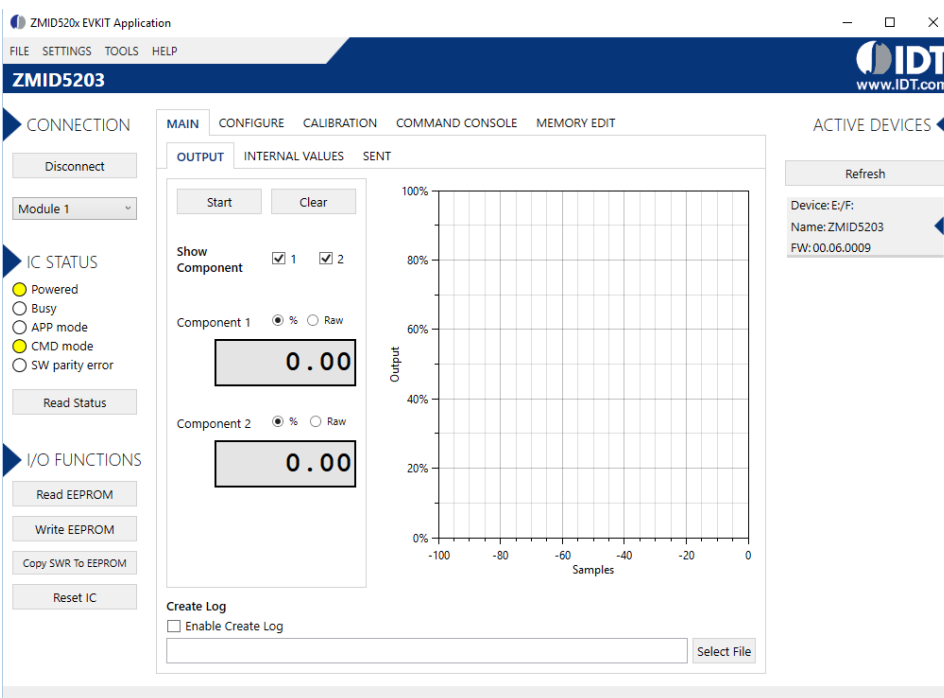 ZMID520x EVKIT Application
FILE SETTINGS TOOLS HELP
IDT
www.IDT.com
ZMID5203
CONNECTION
Disconnect
Module 1
IC STATUS
Powered
Busy
APP mode
CMD mode
SW parity error
Read Status
I/O FUNCTIONS
Read EEPROM
Write EEPROM
Copy SWR To EEPROM
Reset IC
MAIN CONFIGURE CALIBRATION COMMAND CONSOLE MEMORY EDIT
OUTPUT INTERNAL VALUES SENT
Start Clear
Show
Component
1 2
Component 1 % Raw
0.00
Component 2 % Raw
0.00
100%
80%
60%
40%
20%
0%
Output
-100 -80 -60 -40 -20 0
Samples
Create Log
Enable Create Log
Select File
ACTIVE DEVICES
Refresh
Device: E:/F:
Name: ZMID5203
FW: 00.06.0009